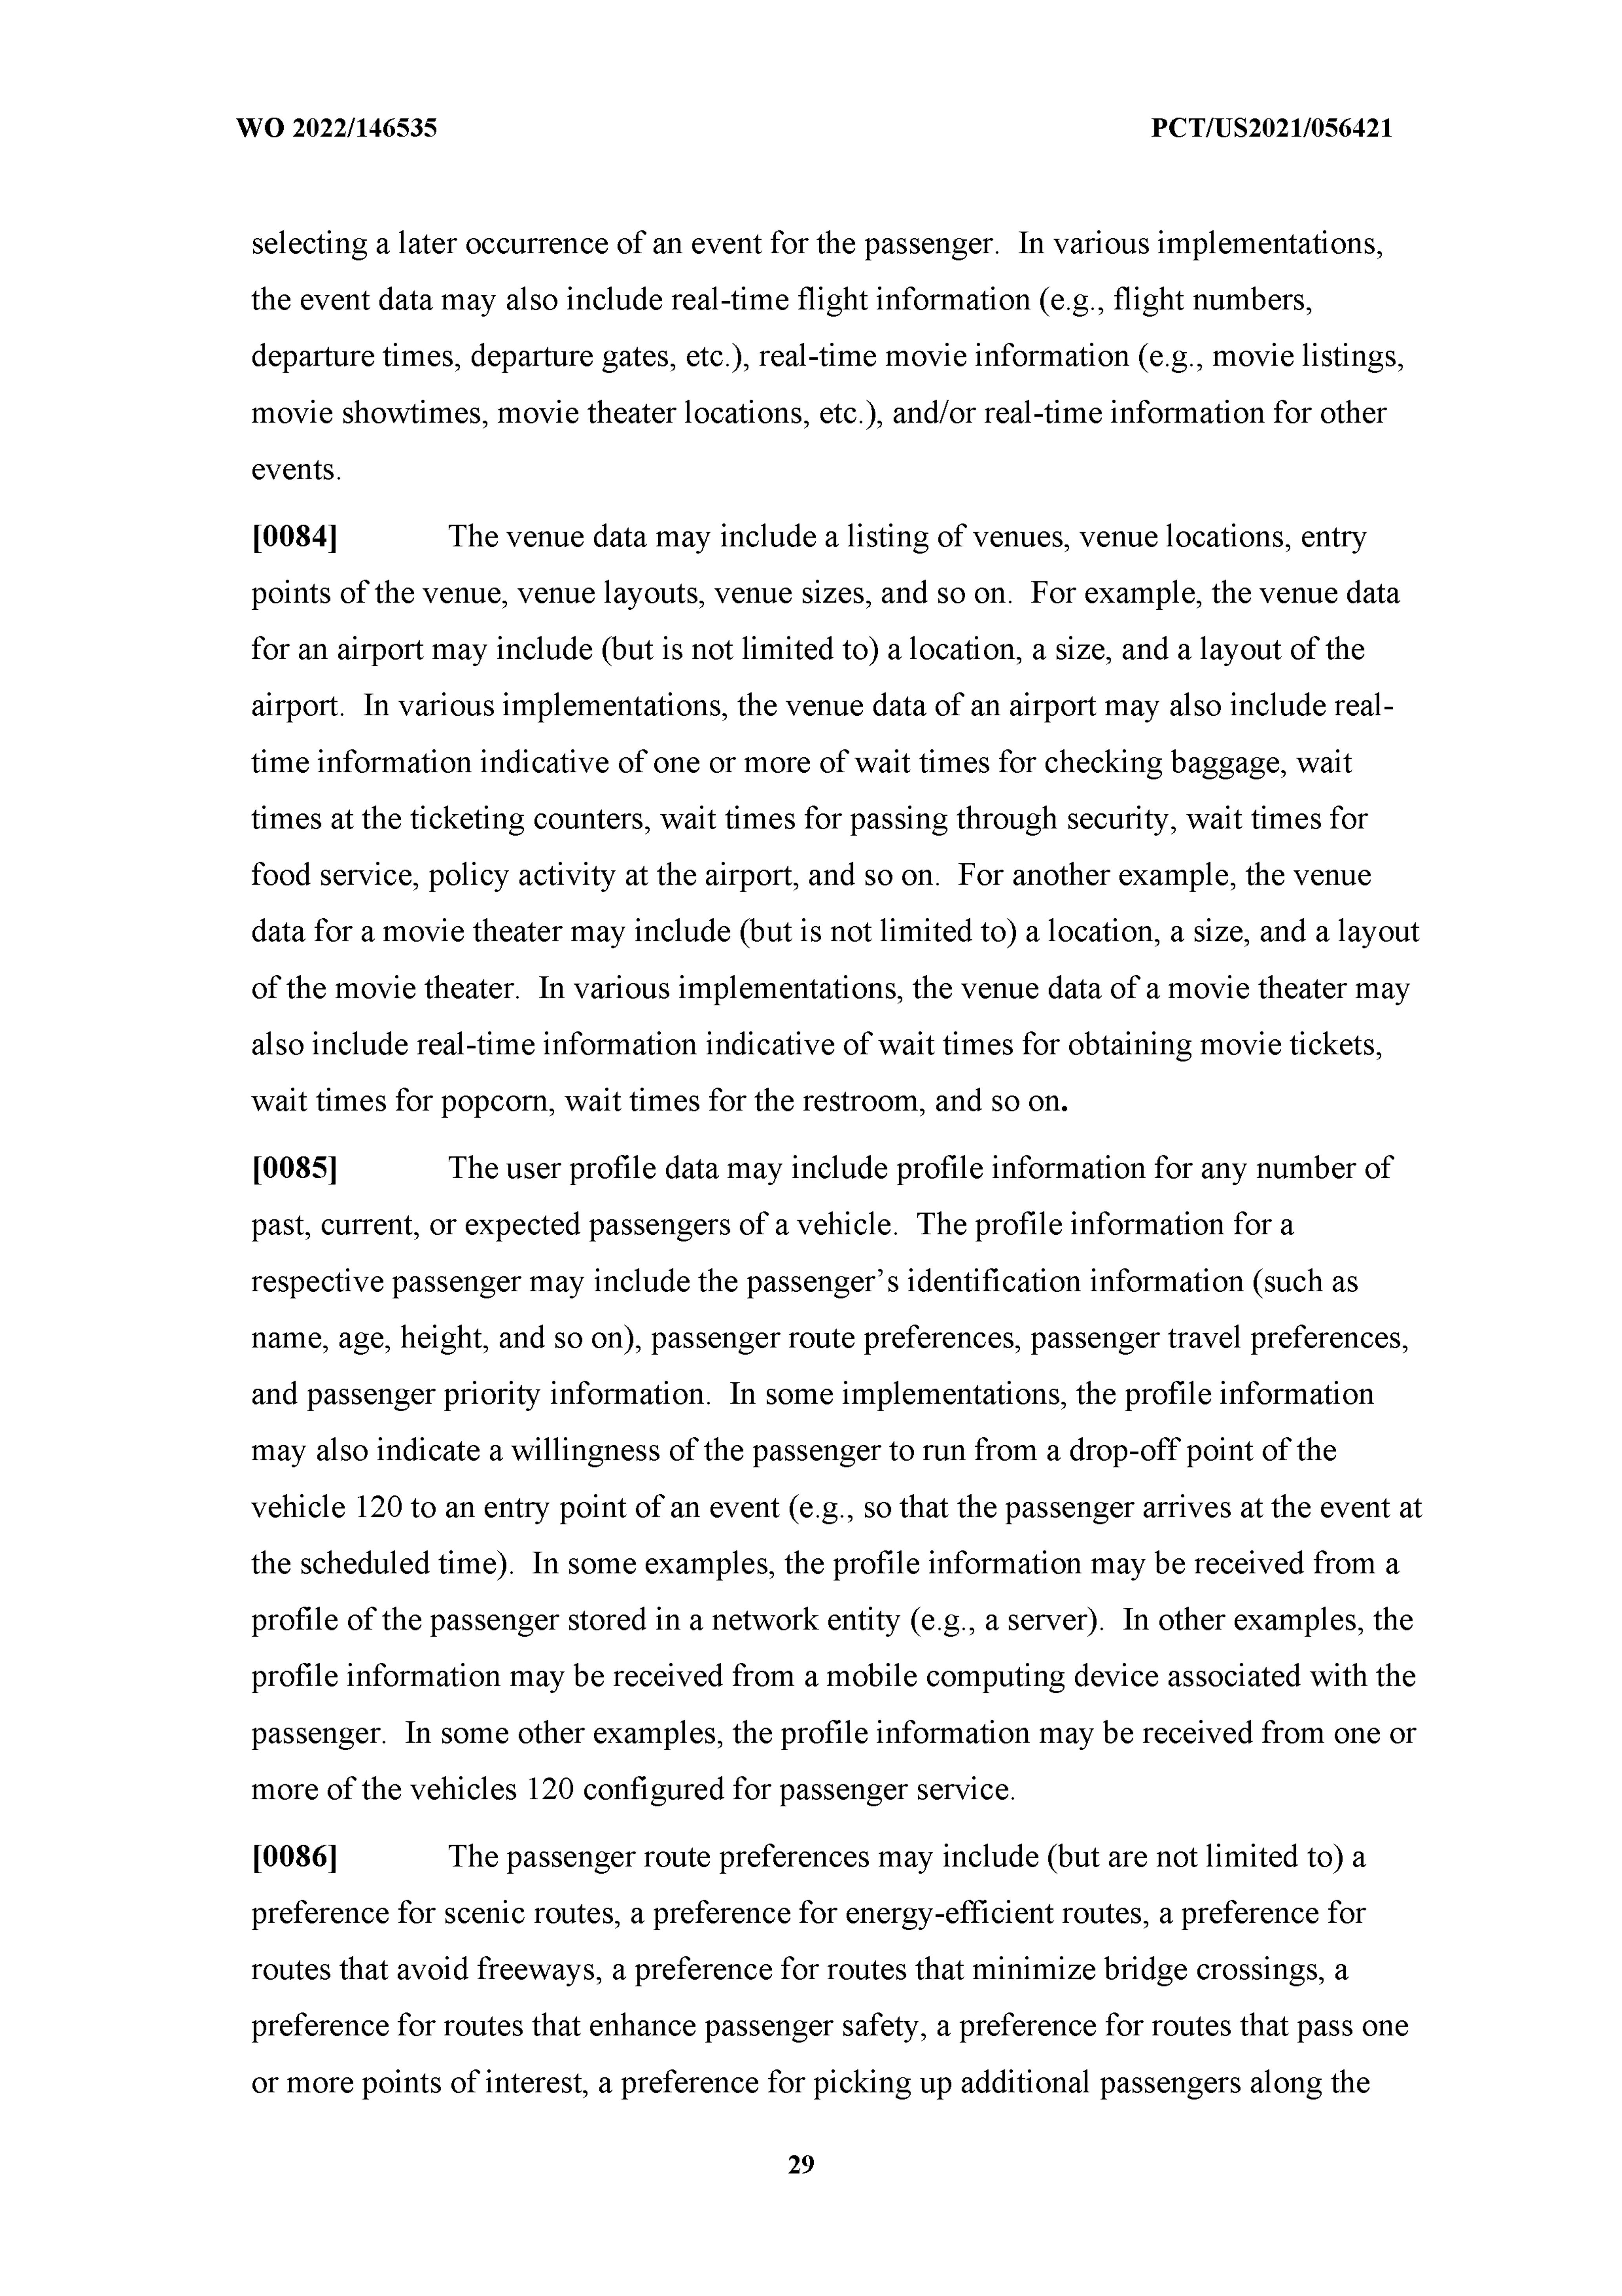 WO 2022/146535 PCT/US2021/056421
selecting a later occurrence of an event for the passenger.  In various implementations,
the event data may also include real-time flight information (e.g., flight numbers,
departure times, departure gates, etc.), real-time movie information (e.g., movie listings,
movie showtimes, movie theater locations, etc.), and/or real-time information for other
events.
[0084] The venue data may include a listing of venues, venue locations, entry
points of the venue, venue layouts, venue sizes, and so on.  For example, the venue data
for an airport may include (but is not limited to) a location, a size, and a layout of the
airport.  In various implementations, the venue data of an airport may also include real-
time information indicative of one or more of wait times for checking baggage, wait
times at the ticketing counters, wait times for passing through security, wait times for
food service, policy activity at the airport, and so on.  For another example, the venue
data for a movie theater may include (but is not limited to) a location, a size, and a layout
of the movie theater.  In various implementations, the venue data of a movie theater may
also include real-time information indicative of wait times for obtaining movie tickets,
wait times for popcorn, wait times for the restroom, and so on.
[0085] The user profile data may include profile information for any number of
past, current, or expected passengers of a vehicle.  The profile information for a
respective passenger may include the passenger’s identification information (such as
name, age, height, and so on), passenger route preferences, passenger travel preferences,
and passenger priority information.  In some implementations, the profile information
may also indicate a willingness of the passenger to run from a drop-off point of the
vehicle 120 to an entry point of an event (e.g., so that the passenger arrives at the event at
the scheduled time).  In some examples, the profile information may be received from a
profile of the passenger stored in a network entity (e.g., a server).  In other examples, the
profile information may be received from a mobile computing device associated with the
passenger.  In some other examples, the profile information may be received from one or
more of the vehicles 120 configured for passenger service.
[0086] The passenger route preferences may include (but are not limited to) a
preference for scenic routes, a preference for energy-efficient routes, a preference for
routes that avoid freeways, a preference for routes that minimize bridge crossings, a
preference for routes that enhance passenger safety, a preference for routes that pass one
or more points of interest, a preference for picking up additional passengers along the
29